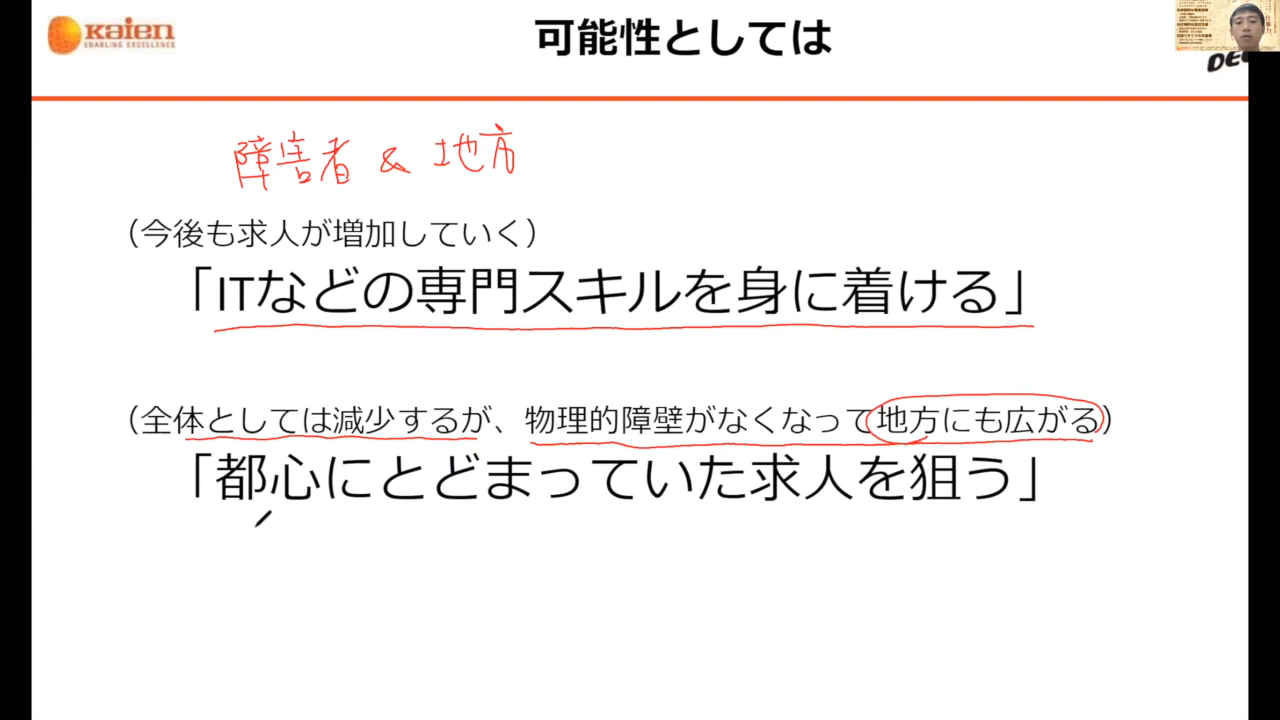 Kaien
ENABLING EXCELLENCE
可能性としては
障害者 & 地方
（今後も求人が増加していく）
「ITなどの専門スキルを身に着ける」
（全体としては減少するが、物理的障壁がなくなって地方にも広がる）
「都心にとどまっていた求人を狙う」